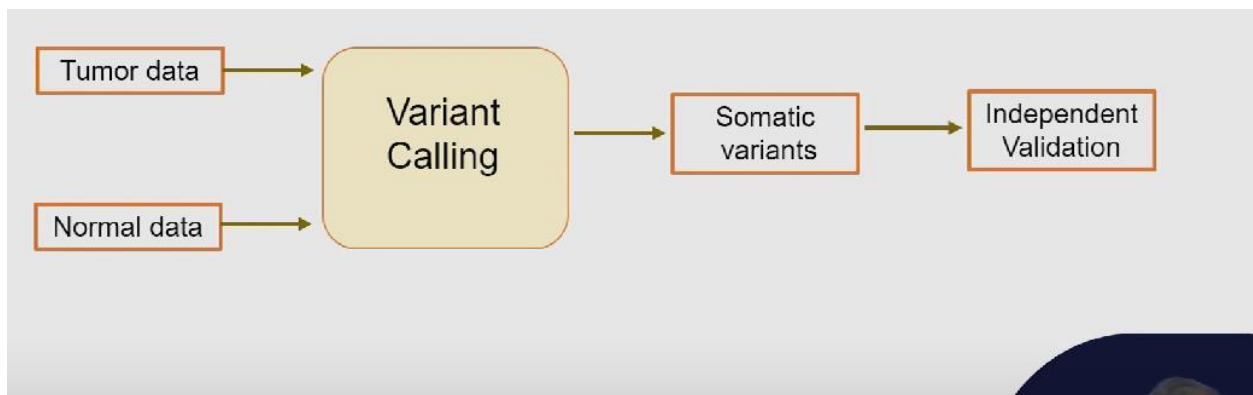 Tumor data
Normal data
Variant
Calling
Somatic
variants
Independent
Validation